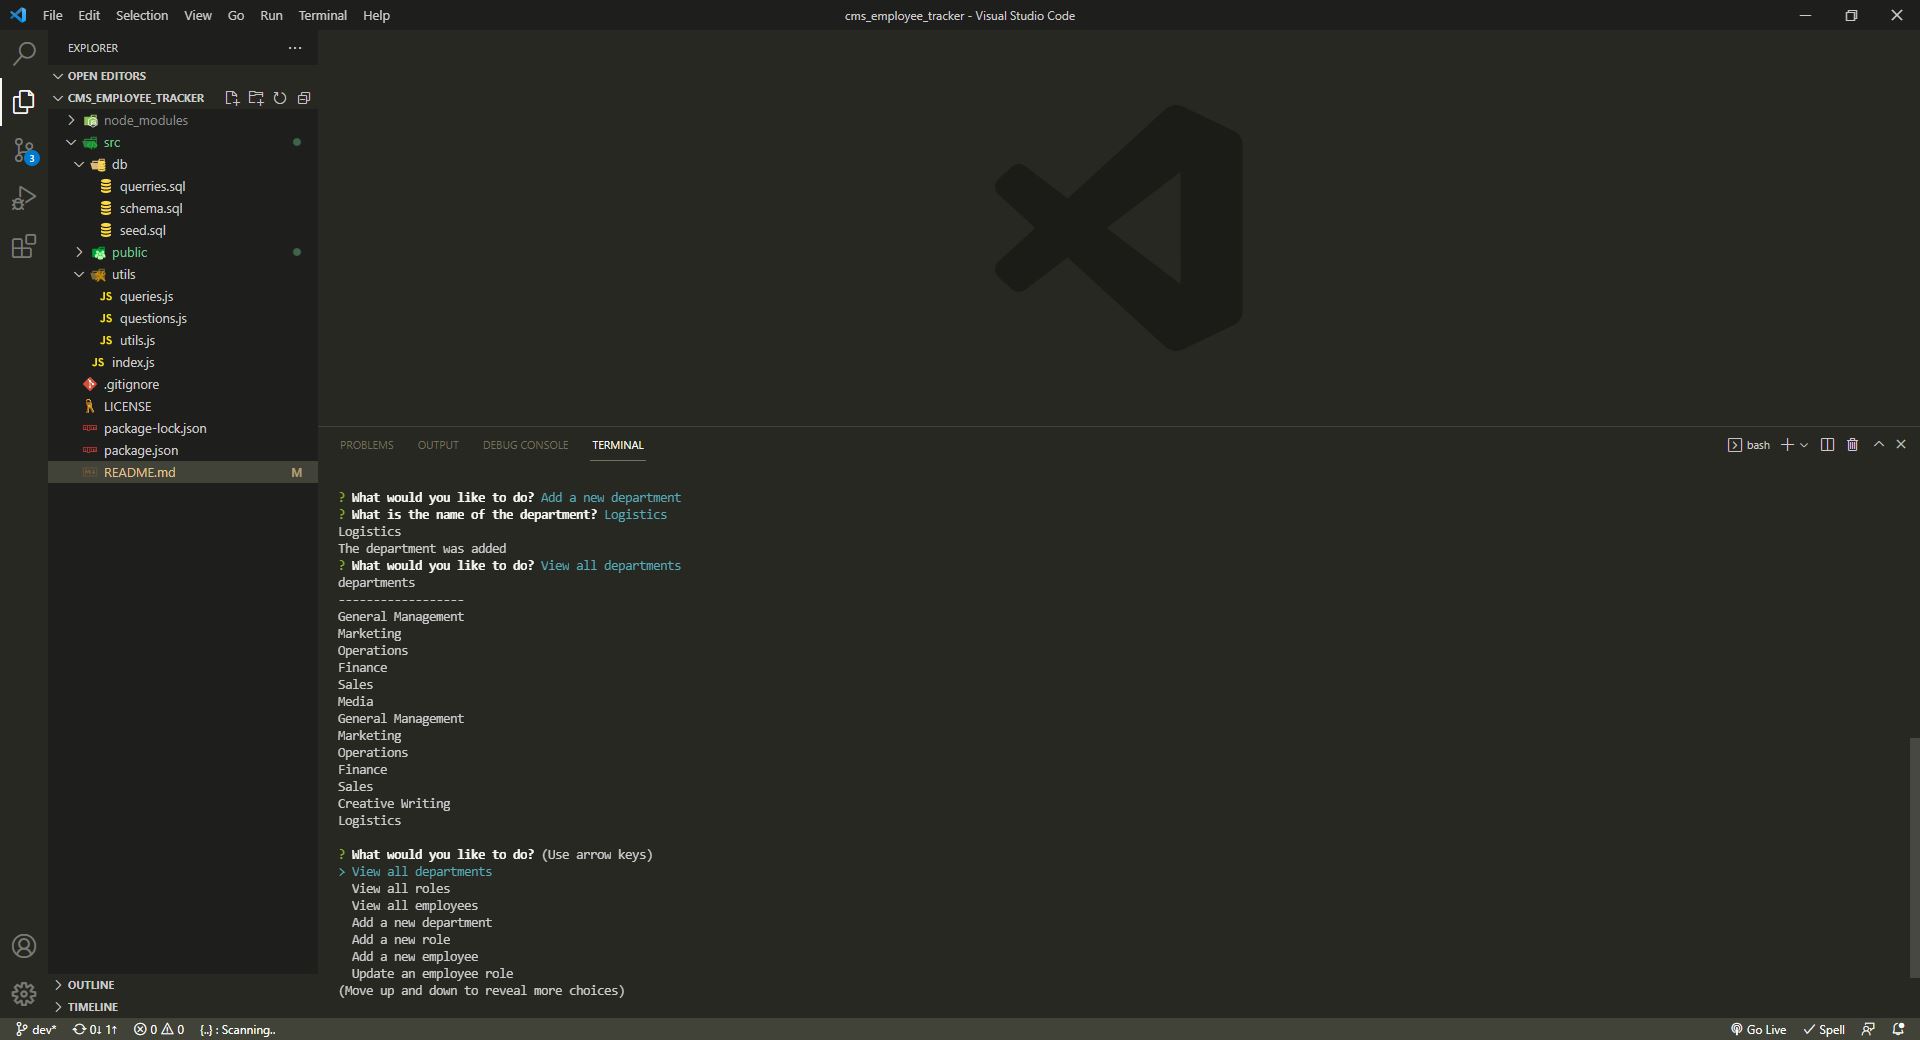 File Edit Selection View Go Run Terminal Help
cms_employee_tracker - Visual Studio Code
EXPLORER
OPEN EDITORS
CMS_EMPLOYEE_TRACKER
node_modules
src
db
querries.sql
schema.sql
seed.sql
public
utils
JS queries.js
JS questions.js
JS utils.js
JS index.js
.gitignore
LICENSE
package-lock.json
package.json
README.md M
OUTLINE
TIMELINE
3
PROBLEMS OUTPUT DEBUG CONSOLE TERMINAL
bash
? What would you like to do? Add a new department
? What is the name of the department? Logistics
Logistics
The department was added
? What would you like to do? View all departments
departments
------------------
General Management
Marketing
Operations
Finance
Sales
Media
General Management
Marketing
Operations
Finance
Sales
Creative Writing
Logistics
? What would you like to do? (Use arrow keys)
> View all departments
View all roles
View all employees
Add a new department
Add a new role
Add a new employee
Update an employee role
(Move up and down to reveal more choices)
dev* 0↓ 1↑ 0 0 {..} : Scanning..
Go Live Spell